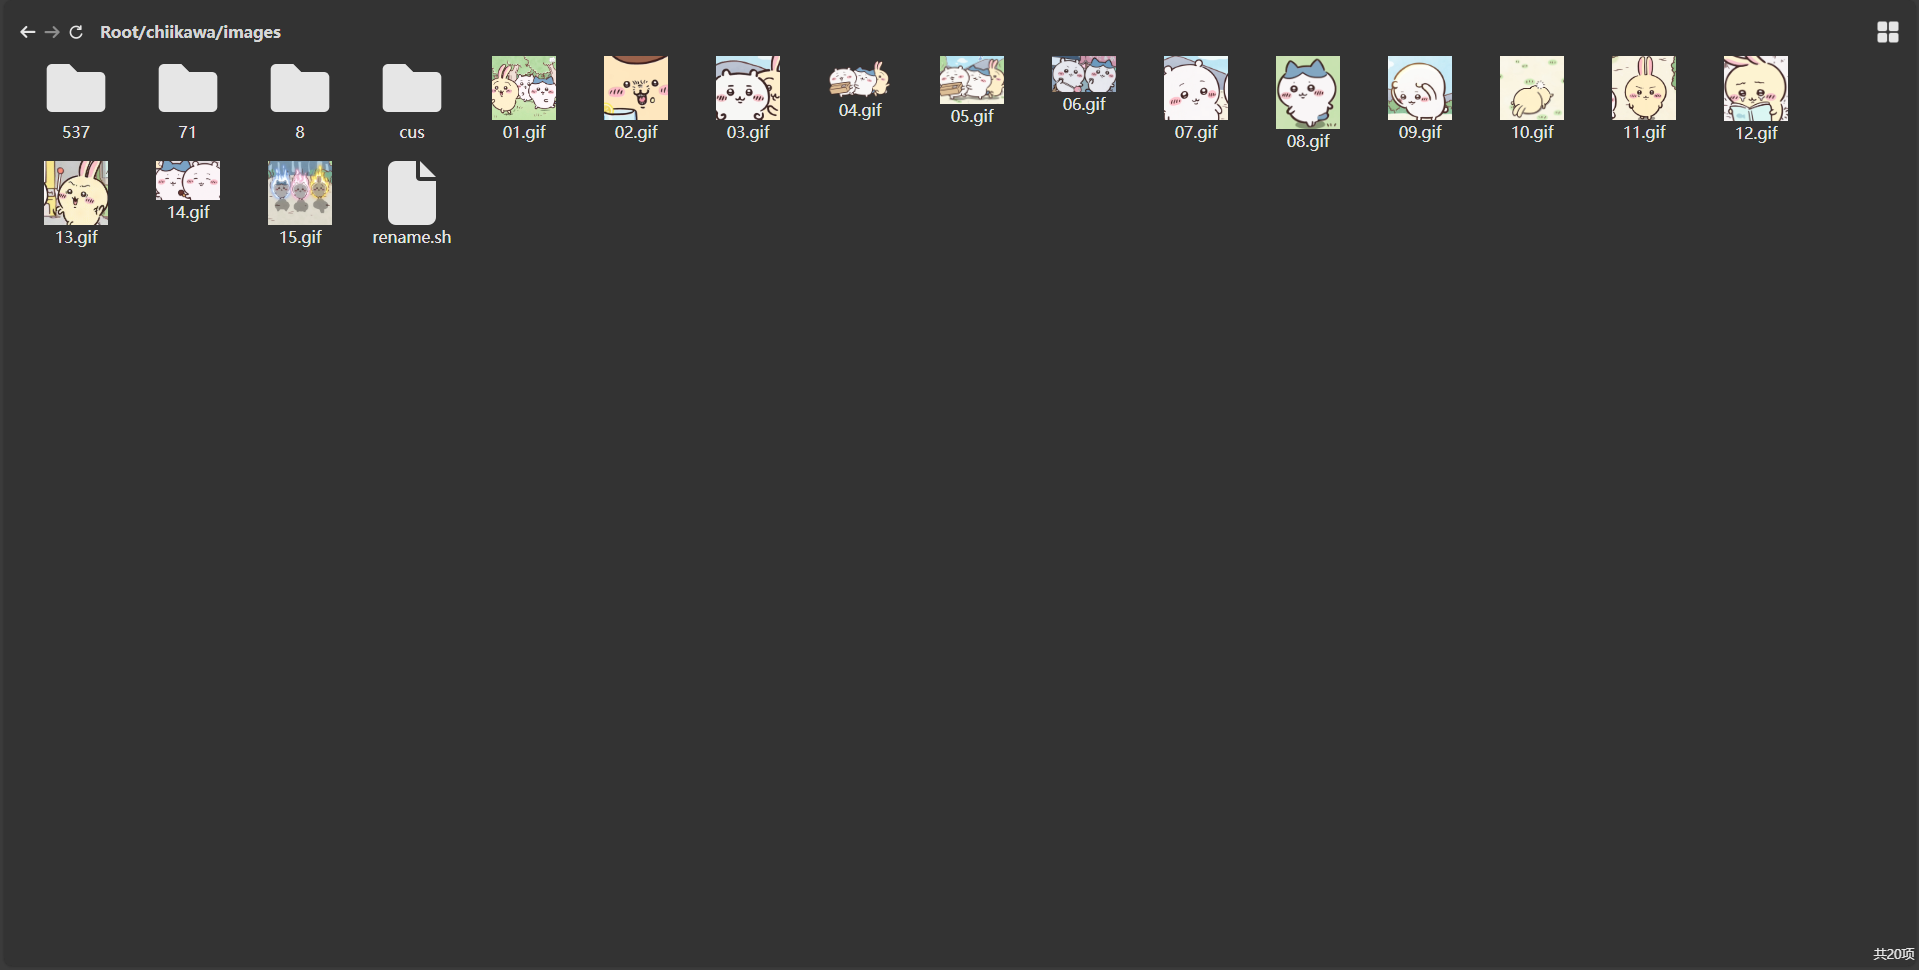 Root/chiikawa/images
537 71 8 cus 01.gif 02.gif 03.gif 04.gif 05.gif 06.gif 07.gif 08.gif 09.gif 10.gif 11.gif 12.gif
13.gif 14.gif 15.gif rename.sh
共20项